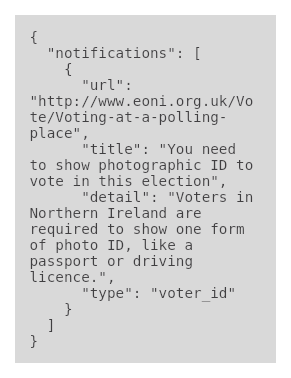 {
  "notifications": [
    {
      "url":
"http://www.eoni.org.uk/Vo
te/Voting-at-a-polling-
place",
      "title": "You need
to show photographic ID to
vote in this election",
      "detail": "Voters in
Northern Ireland are
required to show one form
of photo ID, like a
passport or driving
licence.",
      "type": "voter_id"
    }
  ]
}